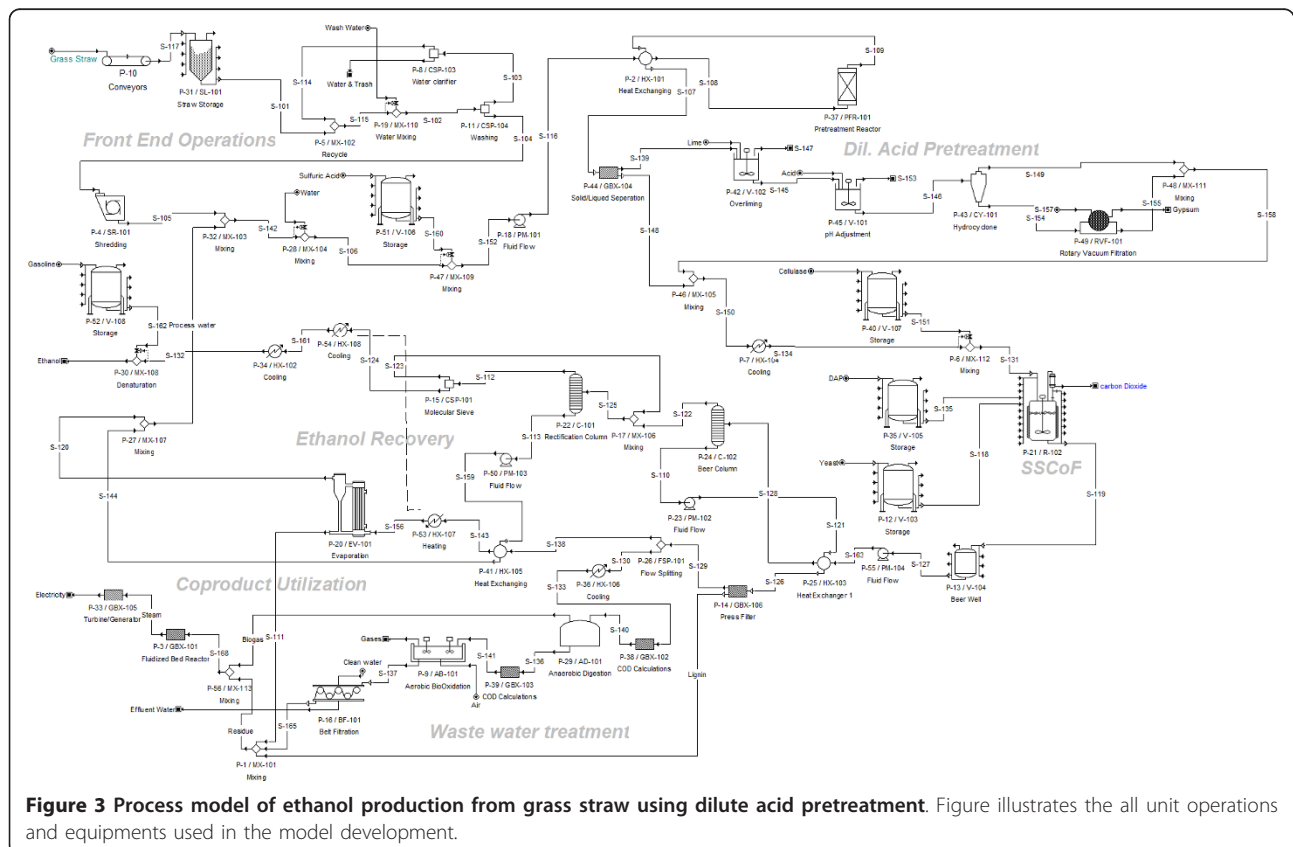 Grass Straw
S-117
P-10
Conveyors
P-31 / SL-101
Straw Storage
S-101
S-114
Wash Water
Water & Trash
P-8 / CSP-103
Water clarifier
S-103
S-115
P-5 / MX-102
Recycle
P-19 / MX-110
Water Mixing
S-102
P-11 / CSP-104
Washing
S-104
S-116
Front End Operations
P-2 / HX-101
Heat Exchanging
S-107
S-108
S-109
P-37 / PFR-101
Pretreatment Reactor
Dil. Acid Pretreatment
P-44 / GBX-104
Solid/Liquid Seperation
S-139
Lime
S-147
P-42 / V-102
Overliming
S-145
Acid
S-153
P-45 / V-101
pH Adjustment
S-146
P-43 / CY-101
Hydrocyclone
S-149
S-157
S-154
S-155
P-48 / MX-111
Mixing
Gypsum
P-49 / RVF-101
Rotary Vacuum Filtration
S-158
S-148
P-4 / SR-101
Shredding
S-105
P-32 / MX-103
Mixing
S-142
Water
P-28 / MX-104
Mixing
S-106
Sulfuric Acid
P-51 / V-106
Storage
S-160
P-47 / MX-109
Mixing
S-152
P-18 / PM-101
Fluid Flow
P-46 / MX-105
Mixing
S-150
P-7 / HX-104
Cooling
S-134
Cellulase
P-40 / V-107
Storage
S-151
P-6 / MX-112
Mixing
S-131
Gasoline
P-52 / V-108
Storage
S-162
Process water
Ethanol
S-132
P-30 / MX-108
Denaturation
P-34 / HX-102
Cooling
S-161
P-54 / HX-108
Cooling
S-124
S-123
P-15 / CSP-101
Molecular Sieve
S-112
P-22 / C-101
Rectification Column
S-125
P-17 / MX-106
Mixing
S-122
P-24 / C-102
Beer Column
S-113
P-50 / PM-103
Fluid Flow
S-159
Ethanol Recovery
DAP
P-35 / V-105
Storage
S-135
S-118
Yeast
P-12 / V-103
Storage
carbon Dioxide
P-21 / R-102
SSCoF
S-119
S-110
P-23 / PM-102
Fluid Flow
S-128
S-121
P-25 / HX-103
Heat Exchanger 1
S-163
P-55 / PM-104
Fluid Flow
S-127
P-13 / V-104
Beer Well
S-126
P-14 / GBX-106
Press Filter
S-129
P-26 / FSP-101
Flow Splitting
S-138
S-130
P-36 / HX-106
Cooling
S-133
P-41 / HX-105
Heat Exchanging
S-143
P-53 / HX-107
Heating
S-156
P-20 / EV-101
Evaporation
S-120
P-27 / MX-107
Mixing
S-144
Coproduct Utilization
Electricity
P-33 / GBX-105
Turbine/Generator
Steam
P-3 / GBX-101
Fluidized Bed Reactor
S-168
Biogas
S-111
P-56 / MX-113
Mixing
Residue
P-1 / MX-101
Mixing
S-165
Effluent Water
P-16 / BF-101
Belt Filtration
Clean water
S-137
Gases
P-9 / AB-101
Aerobic BioOxidation
Air
S-141
P-39 / GBX-103
COD Calculations
S-136
P-29 / AD-101
Anaerobic Digestion
S-140
P-38 / GBX-102
COD Calculations
Lignin
Waste water treatment
Figure 3 Process model of ethanol production from grass straw using dilute acid pretreatment. Figure illustrates the all unit operations
and equipments used in the model development.